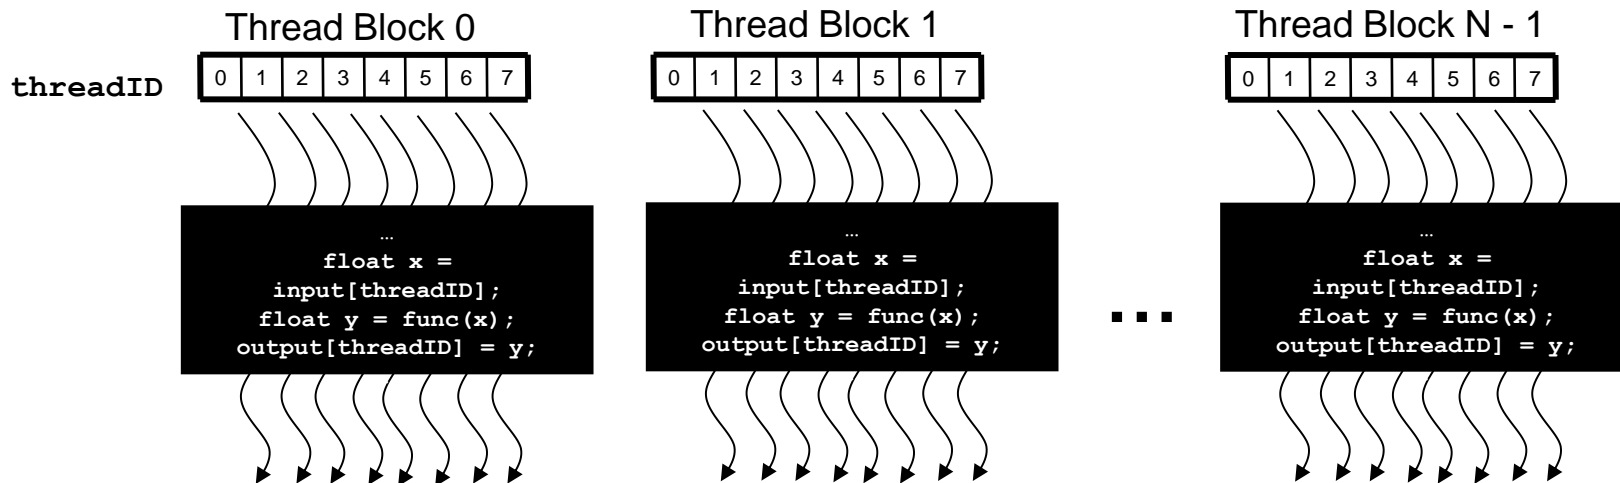 Thread Block 0
Thread Block 1
Thread Block N - 1
threadID
0 1 2 3 4 5 6 7
0 1 2 3 4 5 6 7
0 1 2 3 4 5 6 7
…
float x =
input[threadID];
float y = func(x);
output[threadID] = y;
…
float x =
input[threadID];
float y = func(x);
output[threadID] = y;
…
…
float x =
input[threadID];
float y = func(x);
output[threadID] = y;